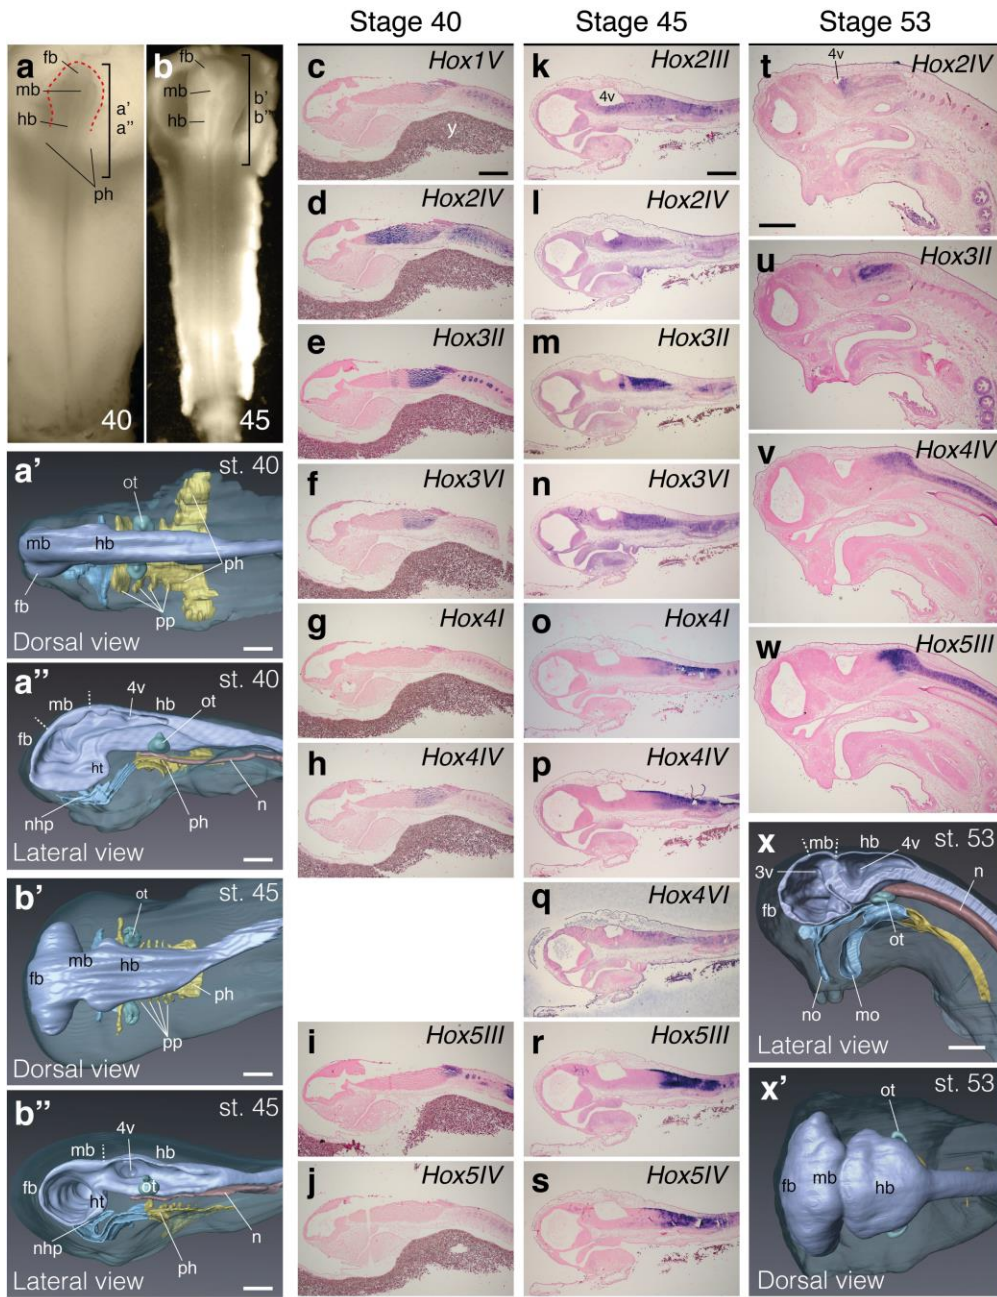 Stage 40
Stage 45
Stage 53
a
fb
mb
hb
a'
a"
ph
40
b
fb
mb
hb
b'
b"
45
a'
st. 40
ot
mb
hb
fb
ph
pp
Dorsal view
a"
st. 40
mb
4v
hb
ot
fb
ht
nhp
ph
n
Lateral view
b'
st. 45
ot
mb
hb
fb
ph
pp
Dorsal view
b"
st. 45
4v
mb
hb
fb
ht
ot
n
nhp
ph
Lateral view
c
Hox1V
y
d
Hox2IV
e
Hox3II
f
Hox3VI
g
Hox4I
h
Hox4IV
i
Hox5III
j
Hox5IV
k
Hox2III
4v
l
Hox2IV
m
Hox3II
n
Hox3VI
o
Hox4I
p
Hox4IV
q
Hox4VI
r
Hox5III
s
Hox5IV
t
4v
Hox2IV
u
Hox3II
v
Hox4IV
w
Hox5III
x
st. 53
mb
hb
4v
3v
n
fb
ot
no
mo
Lateral view
x'
st. 53
ot
fb
mb
hb
Dorsal view